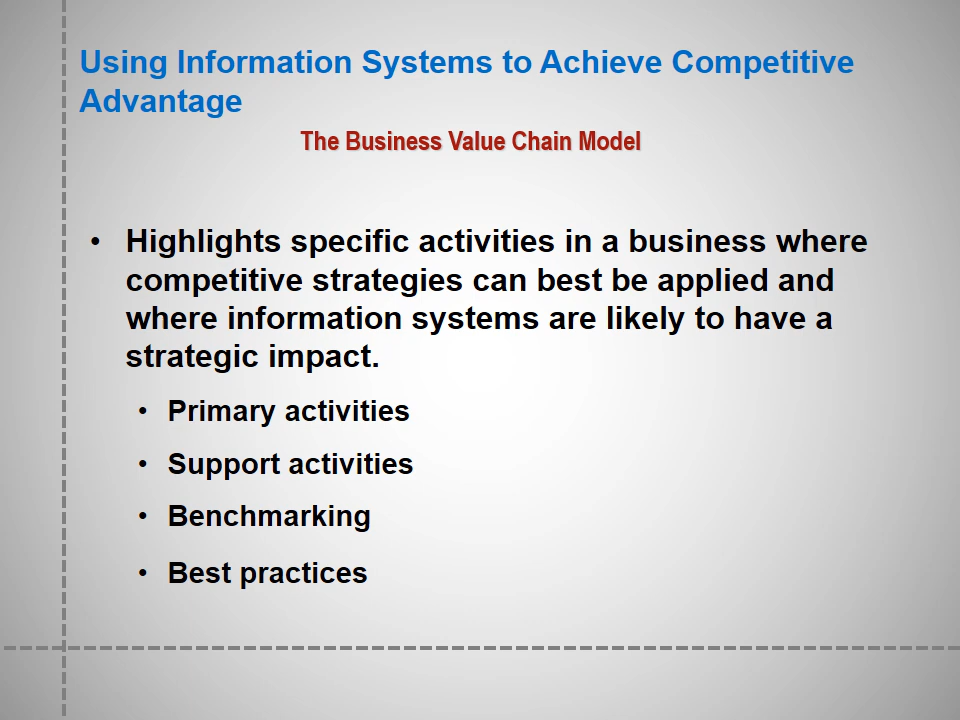 Using Information Systems to Achieve Competitive
Advantage
The Business Value Chain Model
• Highlights specific activities in a business where
competitive strategies can best be applied and
where information systems are likely to have a
strategic impact.
• Primary activities
• Support activities
• Benchmarking
• Best practices